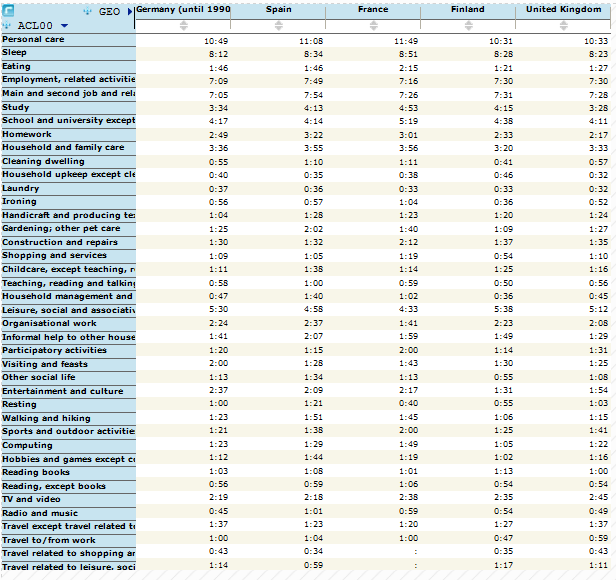 GEO Germany (until 1990 Spain France Finland United Kingdom
ACL00
Personal care 10:49 11:08 11:49 10:31 10:33
Sleep 8:12 8:34 8:51 8:28 8:23
Eating 1:46 1:46 2:15 1:21 1:27
Employment, related activitie 7:09 7:49 7:16 7:30 7:30
Main and second job and rel 7:05 7:54 7:26 7:31 7:28
Study 3:34 4:13 4:53 4:15 3:28
School and university except 4:17 4:14 5:19 4:38 4:11
Homework 2:49 3:22 3:01 2:33 2:17
Household and family care 3:36 3:55 3:56 3:20 3:33
Cleaning dwelling 0:55 1:10 1:11 0:41 0:57
Household upkeep except cle 0:40 0:35 0:38 0:46 0:32
Laundry 0:37 0:36 0:33 0:33 0:32
Ironing 0:56 0:57 1:04 0:36 0:52
Handicraft and producing te 1:04 1:28 1:23 1:20 1:24
Gardening; other pet care 1:25 2:02 1:40 1:09 1:27
Construction and repairs 1:30 1:32 2:12 1:37 1:35
Shopping and services 1:09 1:05 1:19 0:54 1:10
Childcare, except teaching, r 1:11 1:38 1:14 1:25 1:16
Teaching, reading and talking 0:58 1:00 0:59 0:50 0:56
Household management and 0:47 1:40 1:02 0:36 0:45
Leisure, social and associativ 5:30 4:58 4:33 5:38 5:12
Organisational work 2:24 2:37 1:41 2:23 2:08
Informal help to other house 1:41 2:07 1:59 1:49 1:29
Participatory activities 1:20 1:15 2:00 1:14 1:31
Visiting and feasts 2:00 1:28 1:43 1:30 1:25
Other social life 1:13 1:34 1:13 0:55 1:08
Entertainment and culture 2:37 2:09 2:17 1:31 1:54
Resting 1:00 1:21 0:40 0:55 1:03
Walking and hiking 1:23 1:51 1:45 1:06 1:15
Sports and outdoor activitie 1:21 1:38 2:00 1:25 1:41
Computing 1:23 1:29 1:49 1:05 1:22
Hobbies and games except c 1:12 1:44 1:19 1:02 1:16
Reading books 1:03 1:08 1:01 1:13 1:00
Reading, except books 0:56 0:59 1:06 0:54 0:54
TV and video 2:19 2:18 2:38 2:35 2:45
Radio and music 0:45 1:01 0:59 0:54 0:49
Travel except travel related t 1:37 1:23 1:20 1:27 1:37
Travel to/from work 1:00 1:04 1:00 0:47 0:59
Travel related to shopping ar 0:43 0:34 : 0:35 0:43
Travel related to leisure, soci 1:14 0:59 : 1:17 1:11